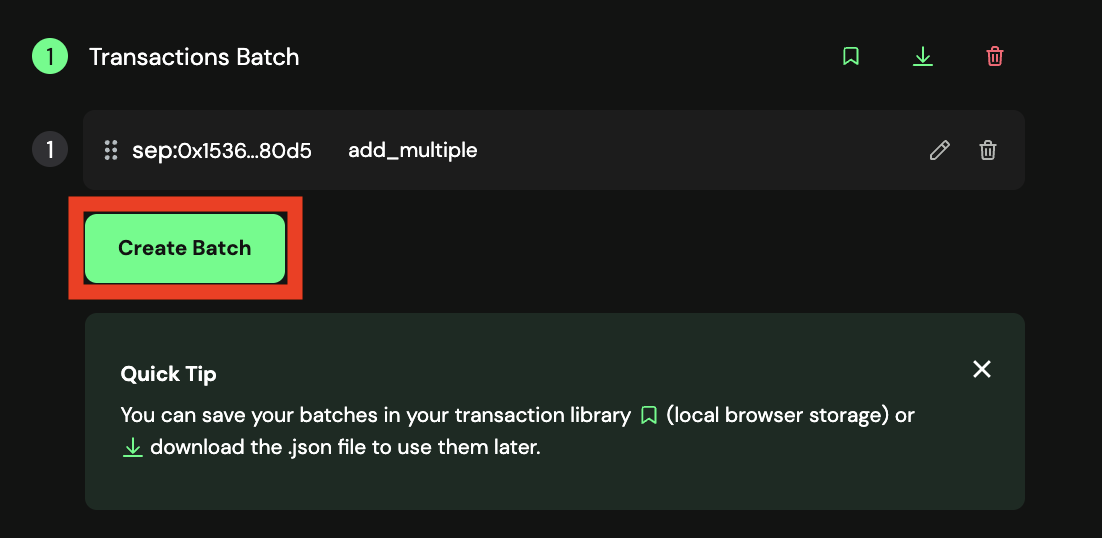 1 Transactions Batch
1 sep:0x1536...80d5 add_multiple
Create Batch
Quick Tip
You can save your batches in your transaction library (local browser storage) or
download the .json file to use them later.